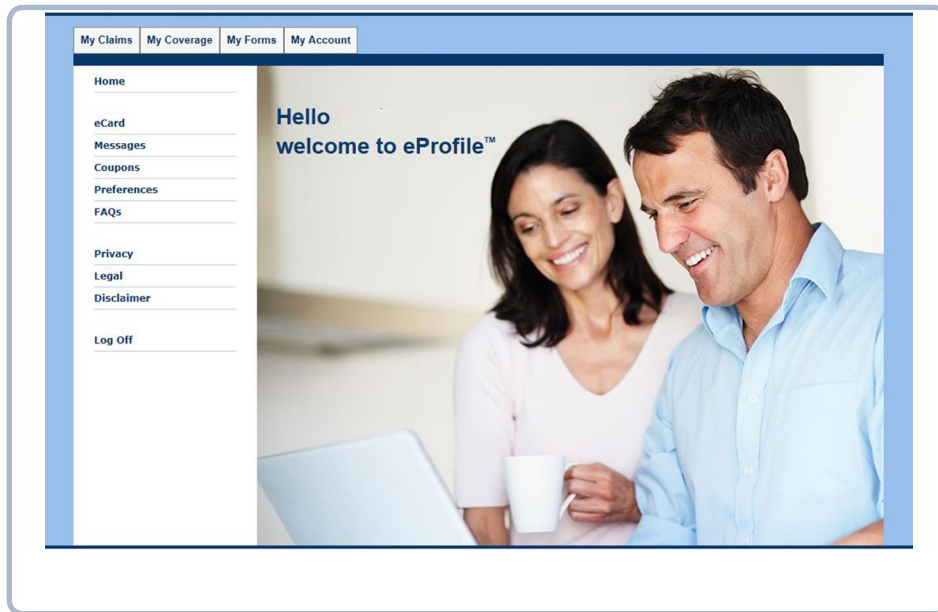 My Claims My Coverage My Forms My Account
Home
eCard
Messages
Coupons
Preferences
FAQs
Privacy
Legal
Disclaimer
Log Off
Hello
welcome to eProfile™